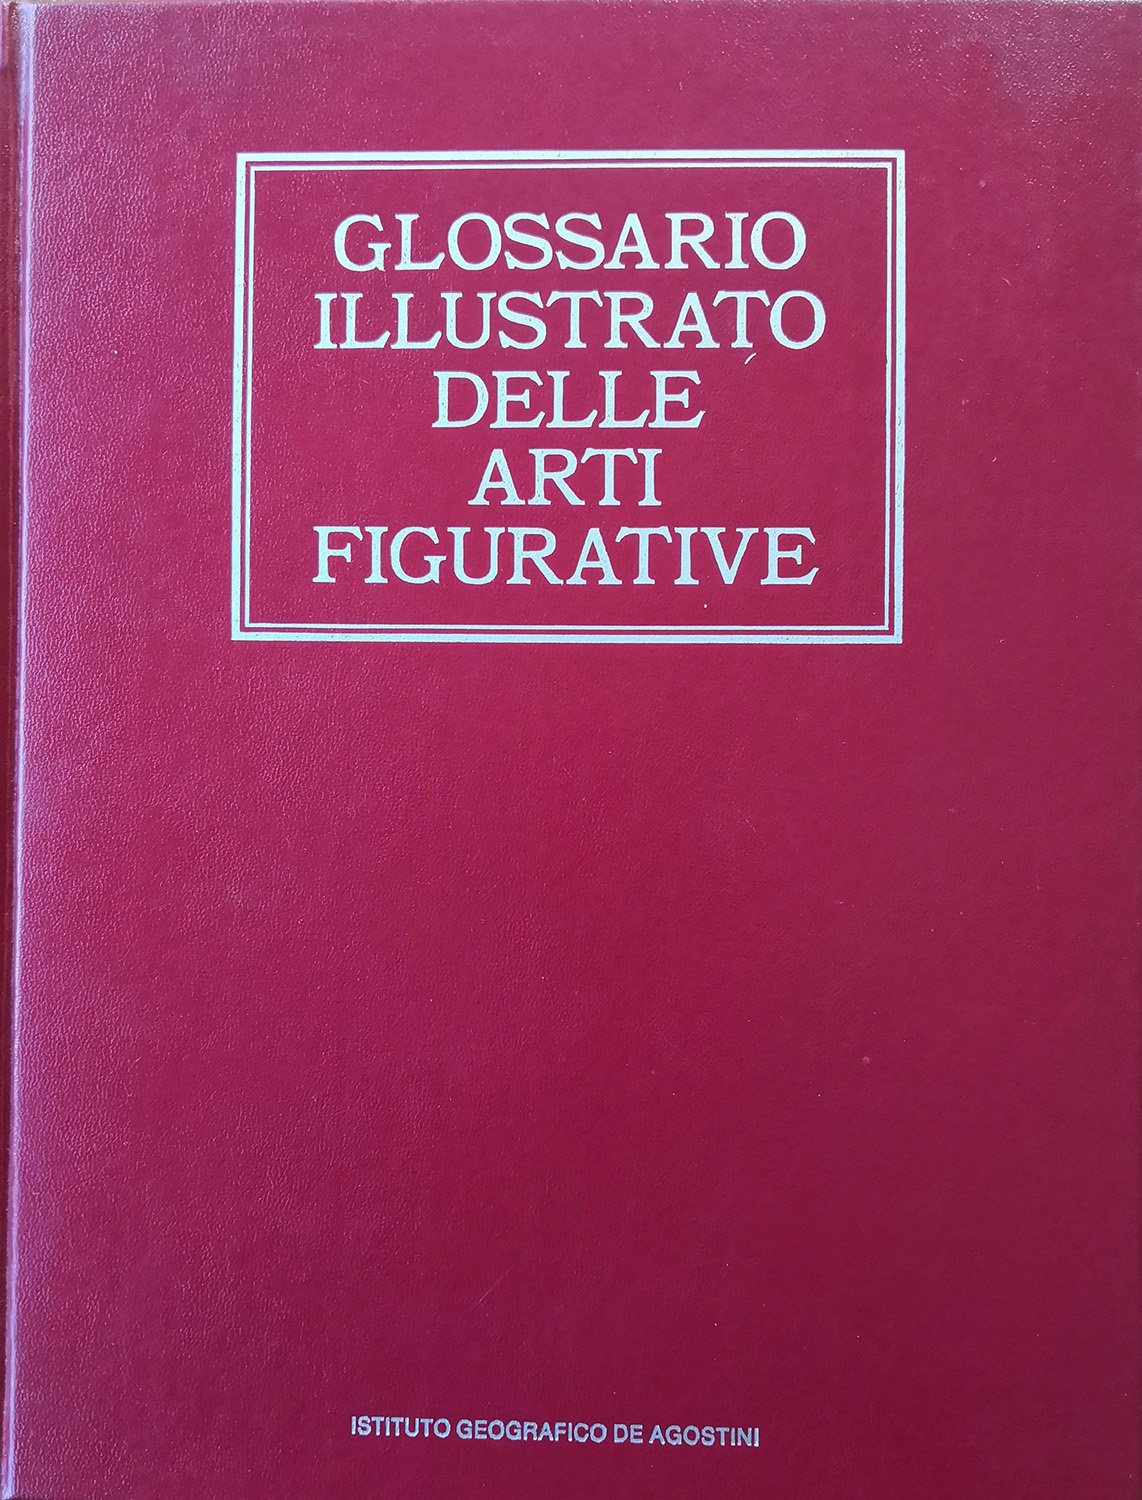 GLOSSARIO
ILLUSTRATO
DELLE
ARTI
FIGURATIVE
ISTITUTO GEOGRAFICO DE AGOSTINI